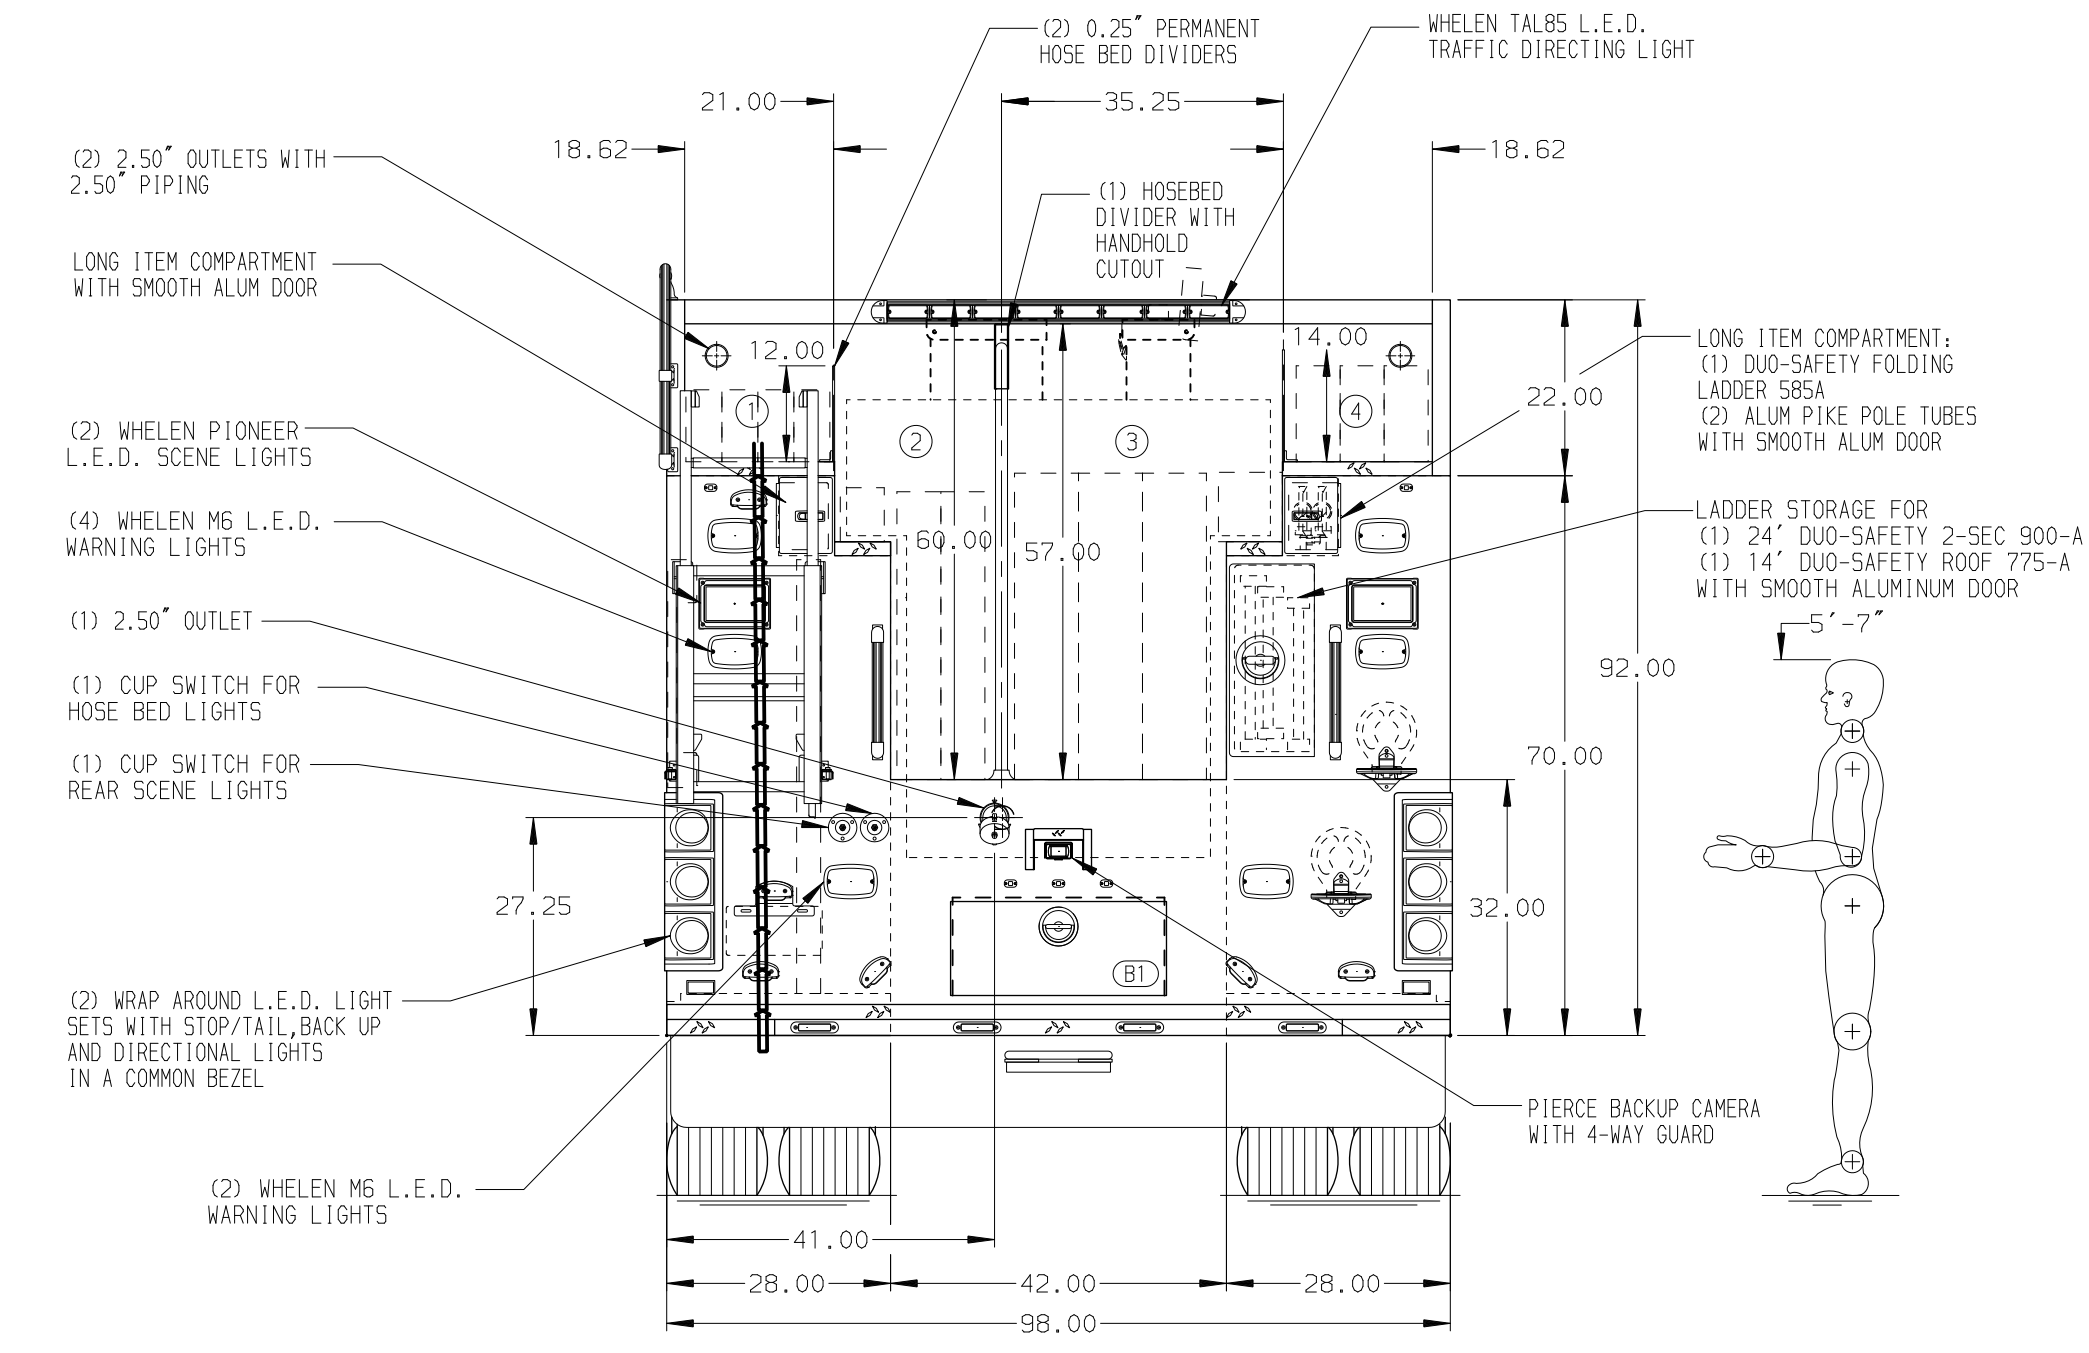 (2) 0.25″ PERMANENT
HOSE BED DIVIDERS
WHELEN TAL85 L.E.D.
TRAFFIC DIRECTING LIGHT
21.00
35.25
18.62
18.62
(2) 2.50″ OUTLETS WITH
2.50″ PIPING
(1) HOSEBED
DIVIDER WITH
HANDHOLD
CUTOUT
LONG ITEM COMPARTMENT
WITH SMOOTH ALUM DOOR
12.00
14.00
LONG ITEM COMPARTMENT:
(1) DUO-SAFETY FOLDING
LADDER 585A
(2) ALUM PIKE POLE TUBES
WITH SMOOTH ALUM DOOR
22.00
1
2
3
4
(2) WHELEN PIONEER
L.E.D. SCENE LIGHTS
(4) WHELEN M6 L.E.D.
WARNING LIGHTS
60.00
57.00
LADDER STORAGE FOR
(1) 24′ DUO-SAFETY 2-SEC 900-A
(1) 14′ DUO-SAFETY ROOF 775-A
WITH SMOOTH ALUMINUM DOOR
5′-7″
(1) 2.50″ OUTLET
92.00
(1) CUP SWITCH FOR
HOSE BED LIGHTS
70.00
(1) CUP SWITCH FOR
REAR SCENE LIGHTS
27.25
32.00
B1
(2) WRAP AROUND L.E.D. LIGHT
SETS WITH STOP/TAIL,BACK UP
AND DIRECTIONAL LIGHTS
IN A COMMON BEZEL
PIERCE BACKUP CAMERA
WITH 4-WAY GUARD
(2) WHELEN M6 L.E.D.
WARNING LIGHTS
41.00
28.00
42.00
28.00
98.00